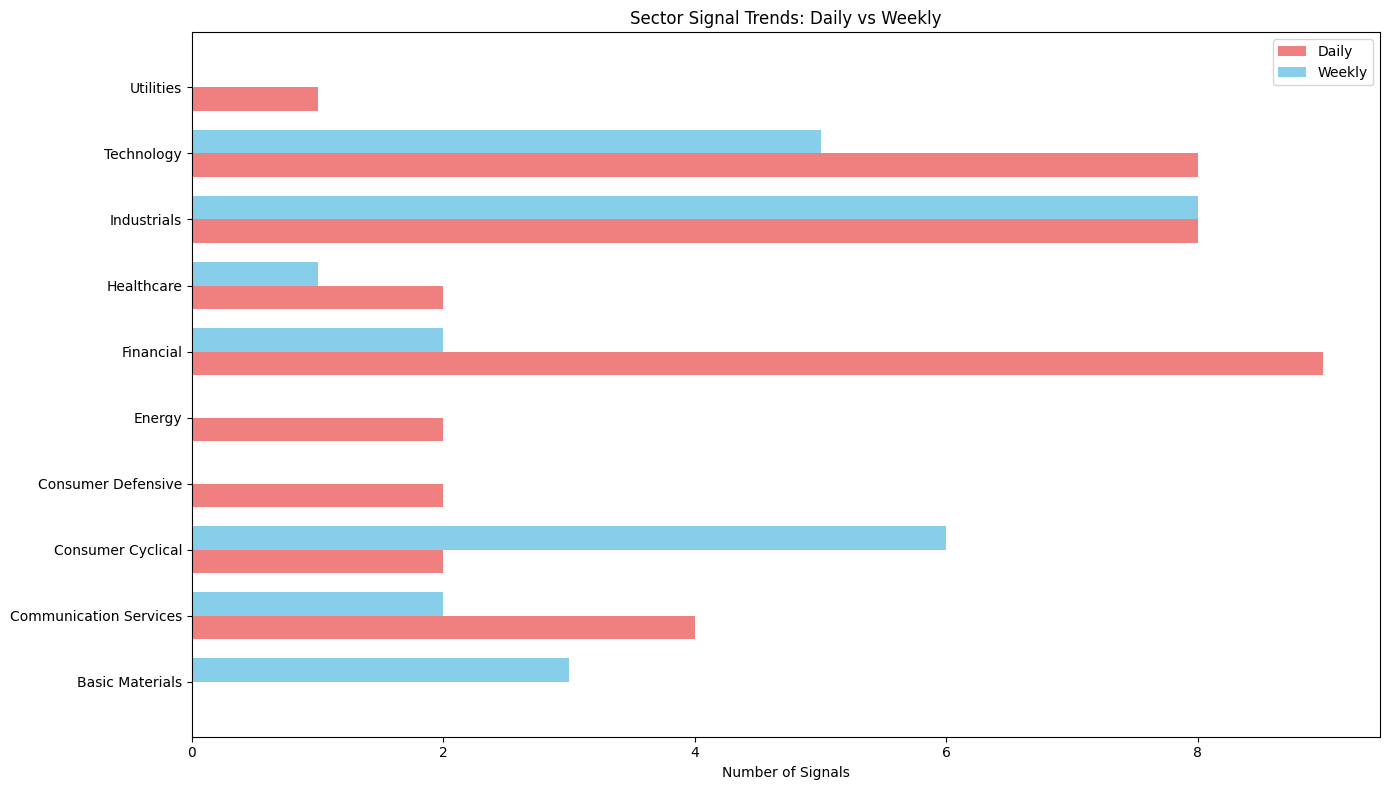 Sector Signal Trends: Daily vs Weekly
Daily
Weekly
Utilities
Technology
Industrials
Healthcare
Financial
Energy
Consumer Defensive
Consumer Cyclical
Communication Services
Basic Materials
0 2 4 6 8
Number of Signals